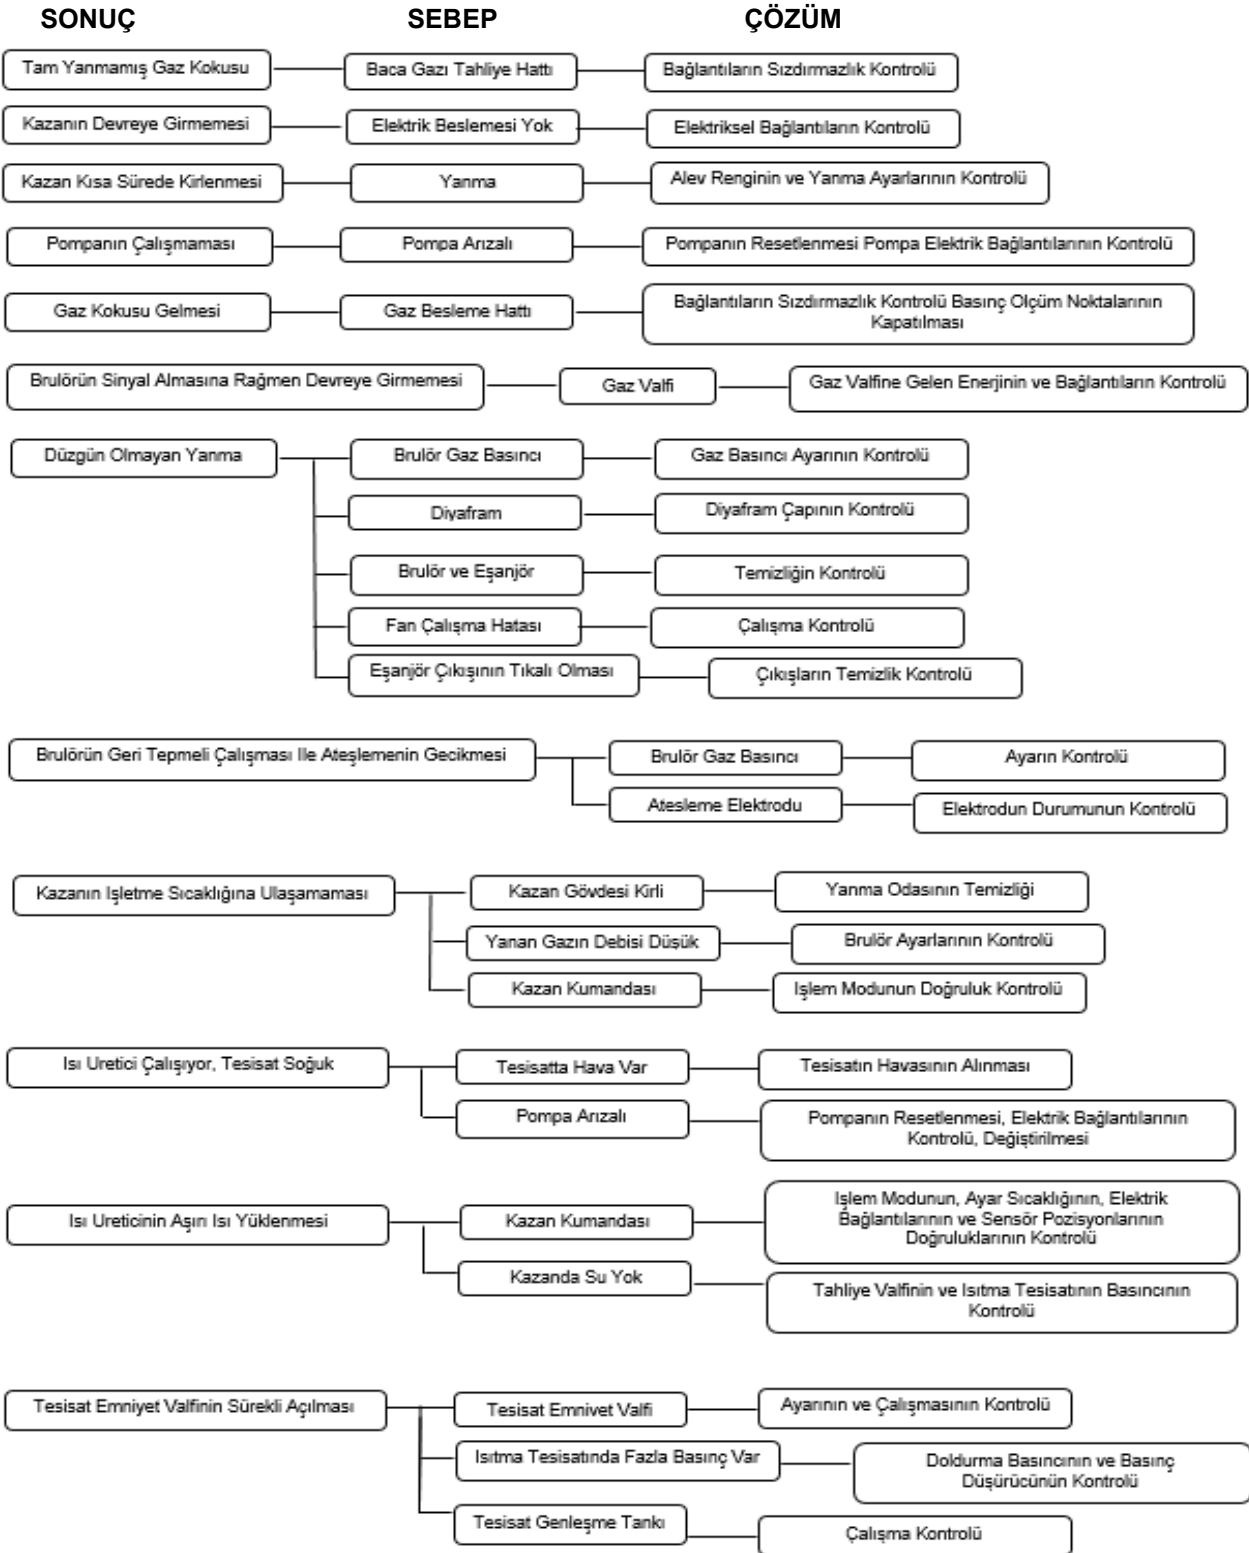 SONUÇ SEBEP ÇÖZÜM
Tam Yanmamış Gaz Kokusu Baca Gazı Tahliye Hattı Bağlantıların Sızdırmazlık Kontrolü
Kazanın Devreye Girmemesi Elektrik Beslemesi Yok Elektriksel Bağlantıların Kontrolü
Kazan Kısa Sürede Kirlenmesi Yanma Alev Renginin ve Yanma Ayarlarının Kontrolü
Pompanın Çalışmaması Pompa Arızalı Pompanın Resetlenmesi Pompa Elektrik Bağlantılarının Kontrolü
Gaz Kokusu Gelmesi Gaz Besleme Hattı Bağlantıların Sızdırmazlık Kontrolü Basınç Olçüm Noktalarının
Kapatılması
Brulörün Sinyal Almasına Rağmen Devreye Girmemesi Gaz Valfi Gaz Valfine Gelen Enerjinin ve Bağlantıların Kontrolü
Düzgün Olmayan Yanma Brulör Gaz Basıncı Gaz Basıncı Ayarının Kontrolü
Diyafram Diyafram Çapının Kontrolü
Brulör ve Eşanjör Temizliğin Kontrolü
Fan Çalışma Hatası Çalışma Kontrolü
Eşanjör Çıkışının Tıkalı Olması Çıkışların Temizlik Kontrolü
Brulörün Geri Tepmeli Çalışması Ile Ateşlemenin Gecikmesi Brulör Gaz Basıncı Ayarın Kontrolü
Atesleme Elektrodu Elektrodun Durumunun Kontrolü
Kazanın Işletme Sıcaklığına Ulaşamaması Kazan Gövdesi Kirli Yanma Odasının Temizliği
Yanan Gazın Debisi Düşük Brulör Ayarlarının Kontrolü
Kazan Kumandası Işlem Modunun Doğruluk Kontrolü
Isı Uretici Çalışıyor, Tesisat Soğuk Tesisatta Hava Var Tesisatın Havasının Alınması
Pompa Arızalı Pompanın Resetlenmesi, Elektrik Bağlantılarının
Kontrolü, Değiştirilmesi
Isı Ureticinin Aşırı Isı Yüklenmesi Kazan Kumandası Işlem Modunun, Ayar Sıcaklığının, Elektrik
Bağlantılarının ve Sensör Pozisyonlarının
Doğruluklarının Kontrolü
Kazanda Su Yok Tahliye Valfinin ve Isıtma Tesisatının Basıncının
Kontrolü
Tesisat Emniyet Valfinin Sürekli Açılması Tesisat Emnivet Valfi Ayarının ve Çalışmasının Kontrolü
Isıtma Tesisatında Fazla Basınç Var Doldurma Basıncının ve Basınç
Düşürücünün Kontrolü
Tesisat Genleşme Tankı Çalışma Kontrolü